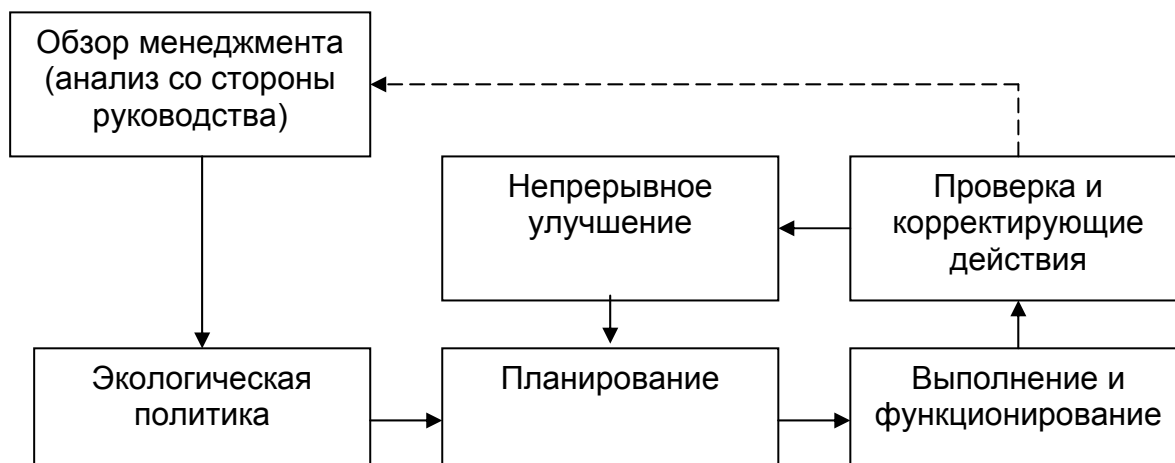 Обзор менеджмента
(анализ со стороны
руководства)
Непрерывное
улучшение
Проверка и
корректирующие
действия
Экологическая
политика
Планирование
Выполнение и
функционирование